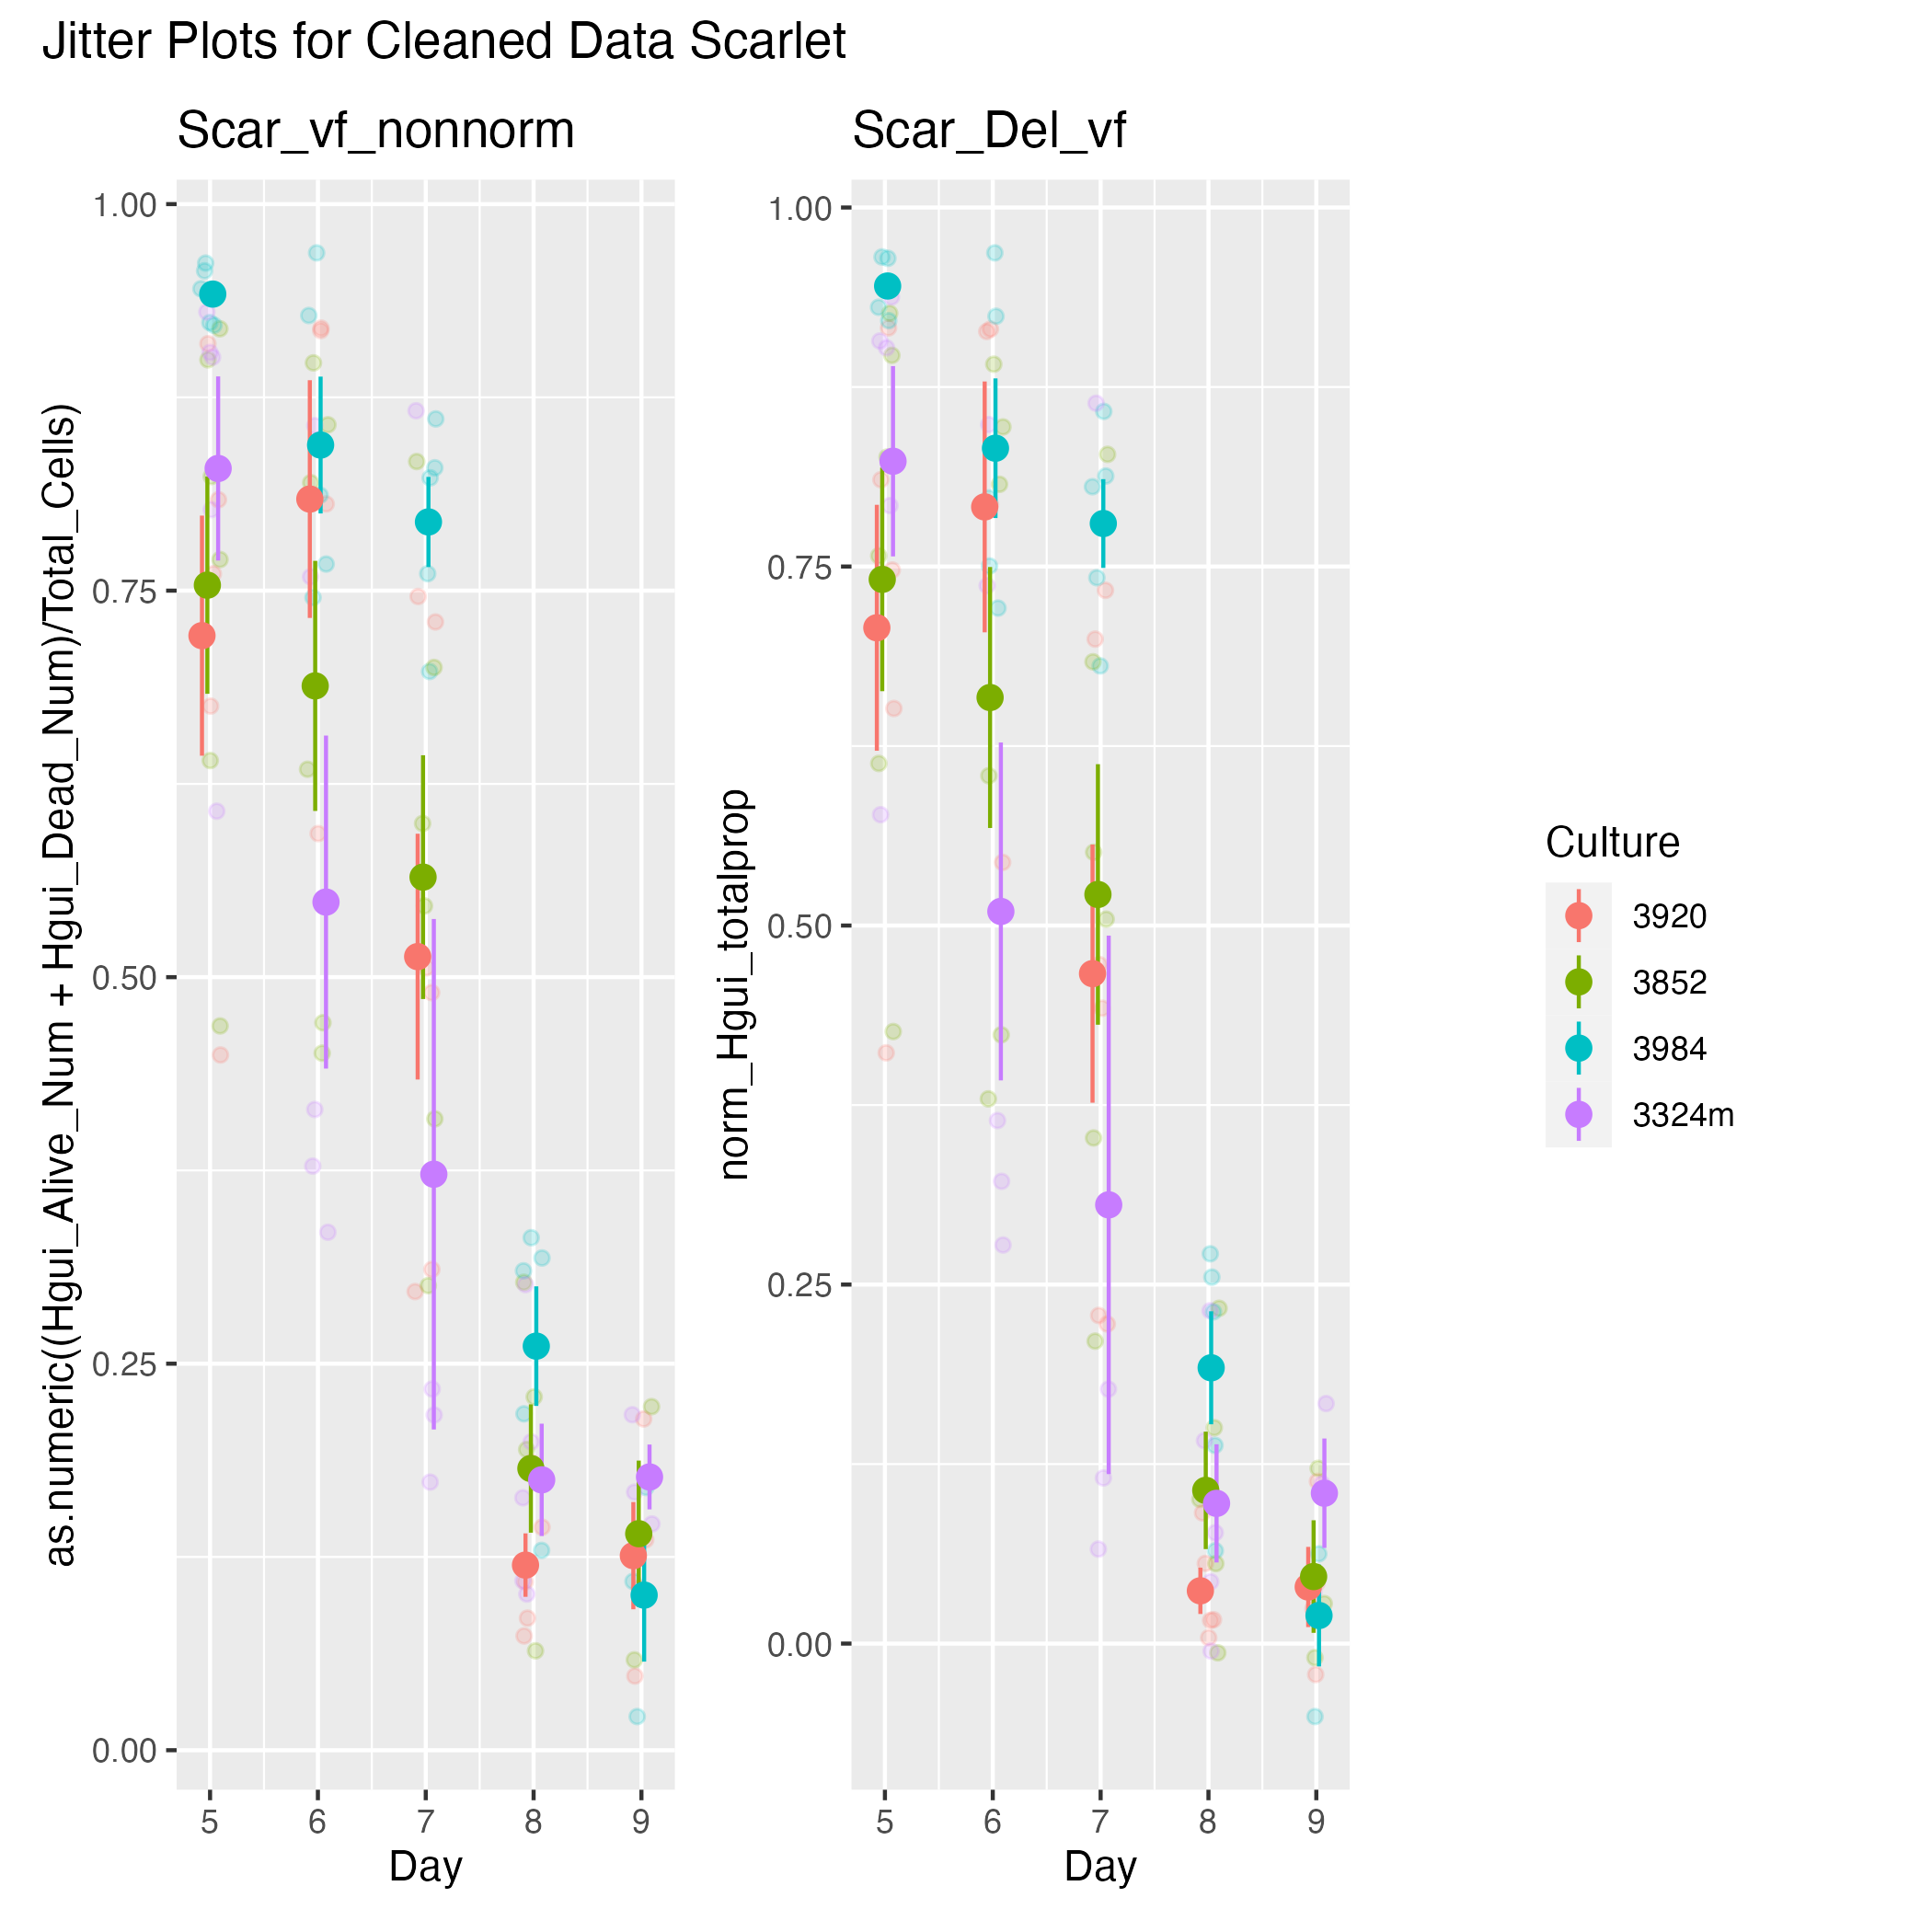 Jitter Plots for Cleaned Data Scarlet
Scar_vf_nonnorm
as.numeric((Hgui_Alive_Num + Hgui_Dead_Num)/Total_Cells)
1.00
0.75
0.50
0.25
0.00
5 6 7 8 9
Day
Scar_Del_vf
norm_Hgui_totalprop
1.00
0.75
0.50
0.25
0.00
5 6 7 8 9
Day
Culture
3920
3852
3984
3324m